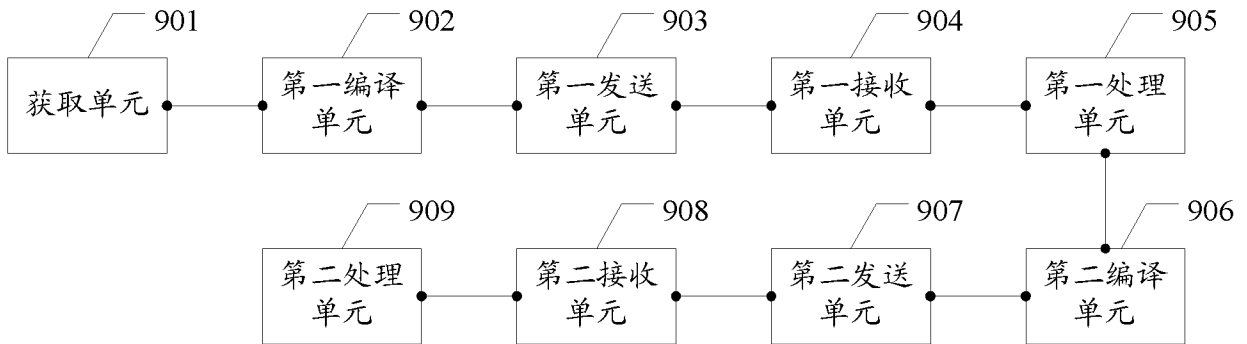 901
902
903
904
905
获取单元
第一编译
单元
第一发送
单元
第一接收
单元
第一处理
单元
909
908
907
906
第二处理
单元
第二接收
单元
第二发送
单元
第二编译
单元